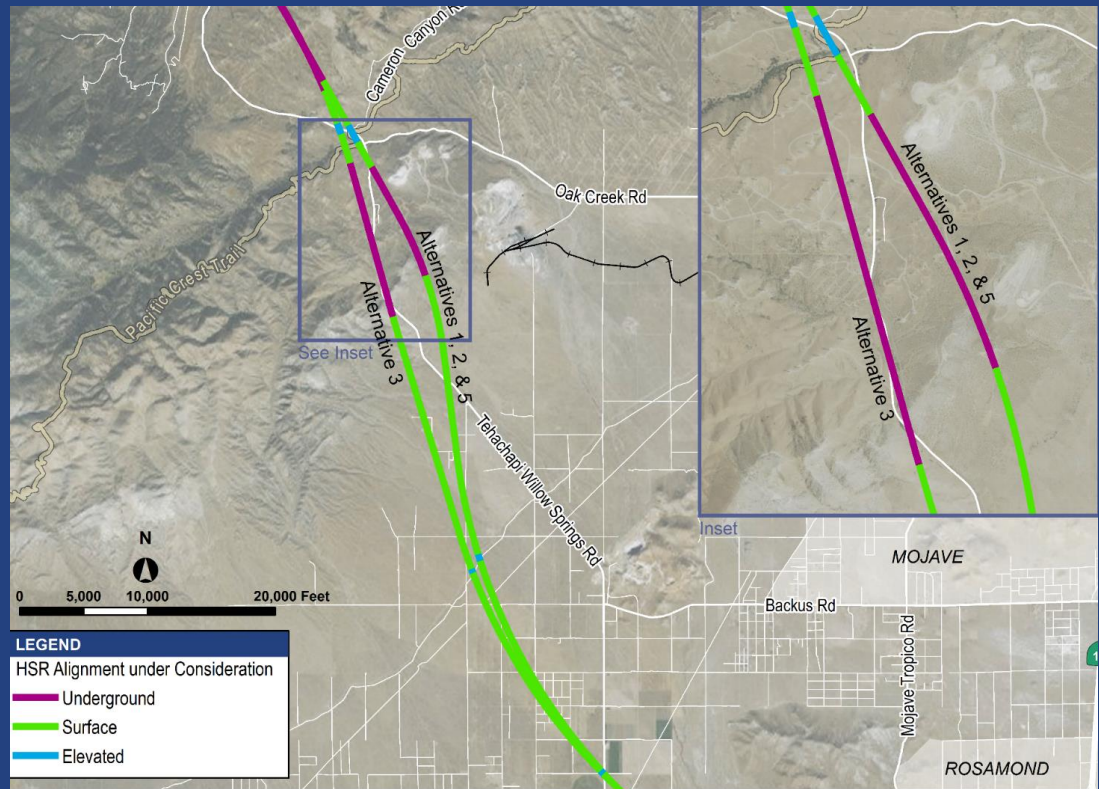 Cameron Canyon Rd
Oak Creek Rd
Pacific Crest Trail
Alternatives 1, 2, & 5
Alternative 3
See Inset
Tehachapi Willow Springs Rd
Alternatives 1, 2, & 5
Alternative 3
Inset
MOJAVE
Backus Rd
Mojave Tropico Rd
ROSAMOND
N
0 5,000 10,000 20,000 Feet
LEGEND
HSR Alignment under Consideration
Underground
Surface
Elevated